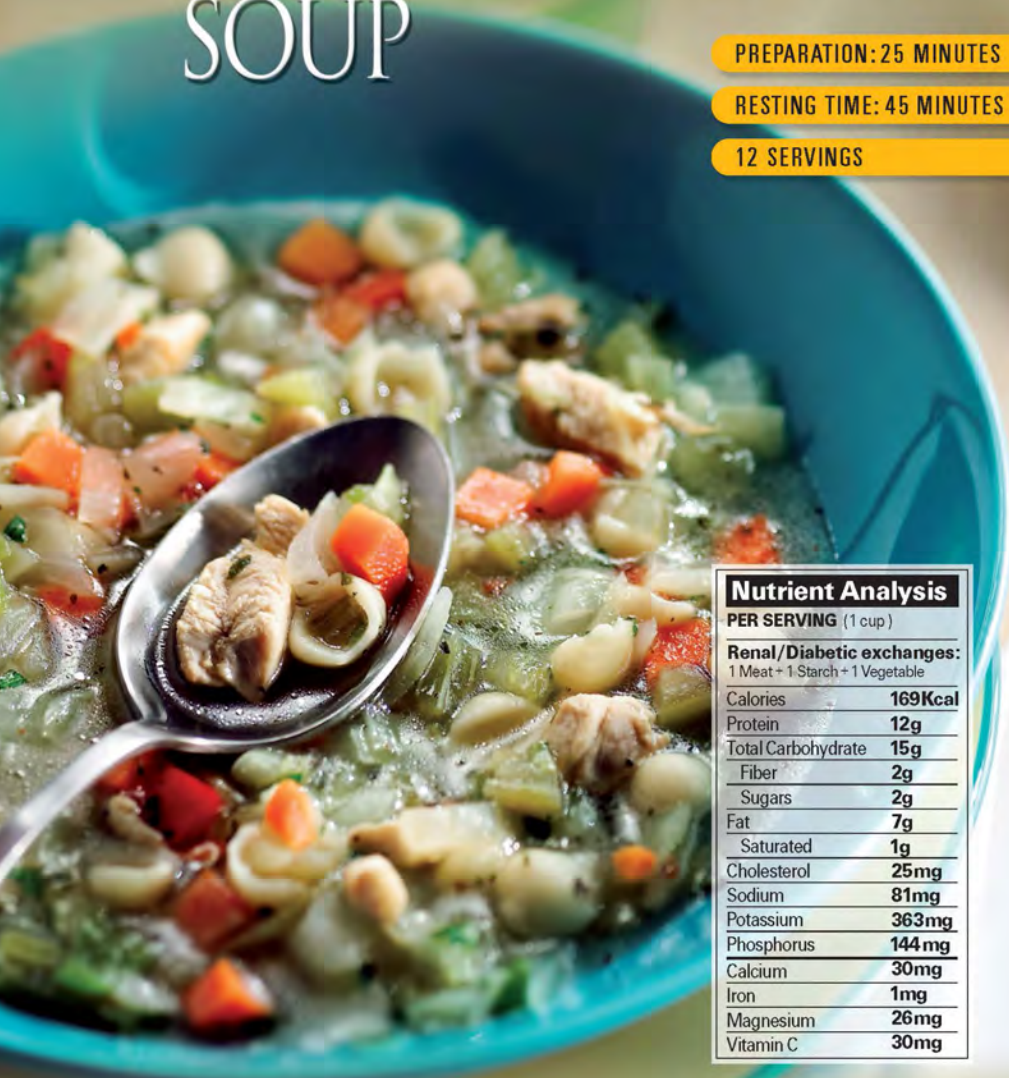 SOUP
PREPARATION: 25 MINUTES
RESTING TIME: 45 MINUTES
12 SERVINGS
Nutrient Analysis
PER SERVING (1 cup)
Renal/Diabetic exchanges:
1 Meat + 1 Starch + 1 Vegetable
Calories 169Kcal
Protein 12g
Total Carbohydrate 15g
Fiber 2g
Sugars 2g
Fat 7g
Saturated 1g
Cholesterol 25mg
Sodium 81mg
Potassium 363mg
Phosphorus 144mg
Calcium 30mg
Iron 1mg
Magnesium 26mg
Vitamin C 30mg